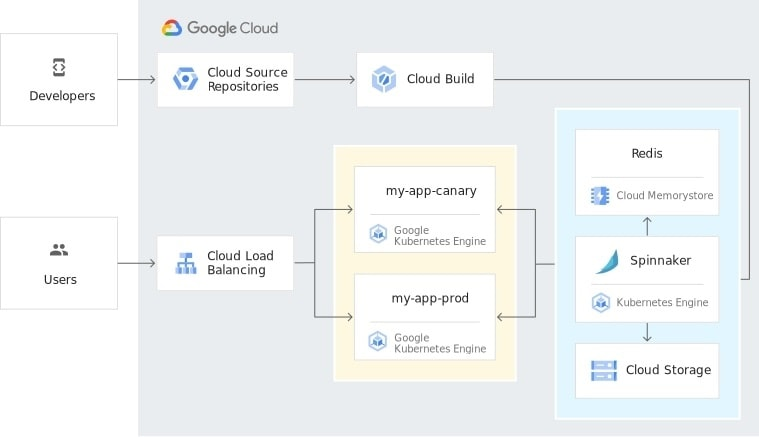 Google Cloud
Developers
Cloud Source
Repositories
Cloud Build
Users
Cloud Load
Balancing
my-app-canary
Google
Kubernetes Engine
my-app-prod
Google
Kubernetes Engine
Redis
Cloud Memorystore
Spinnaker
Kubernetes Engine
Cloud Storage